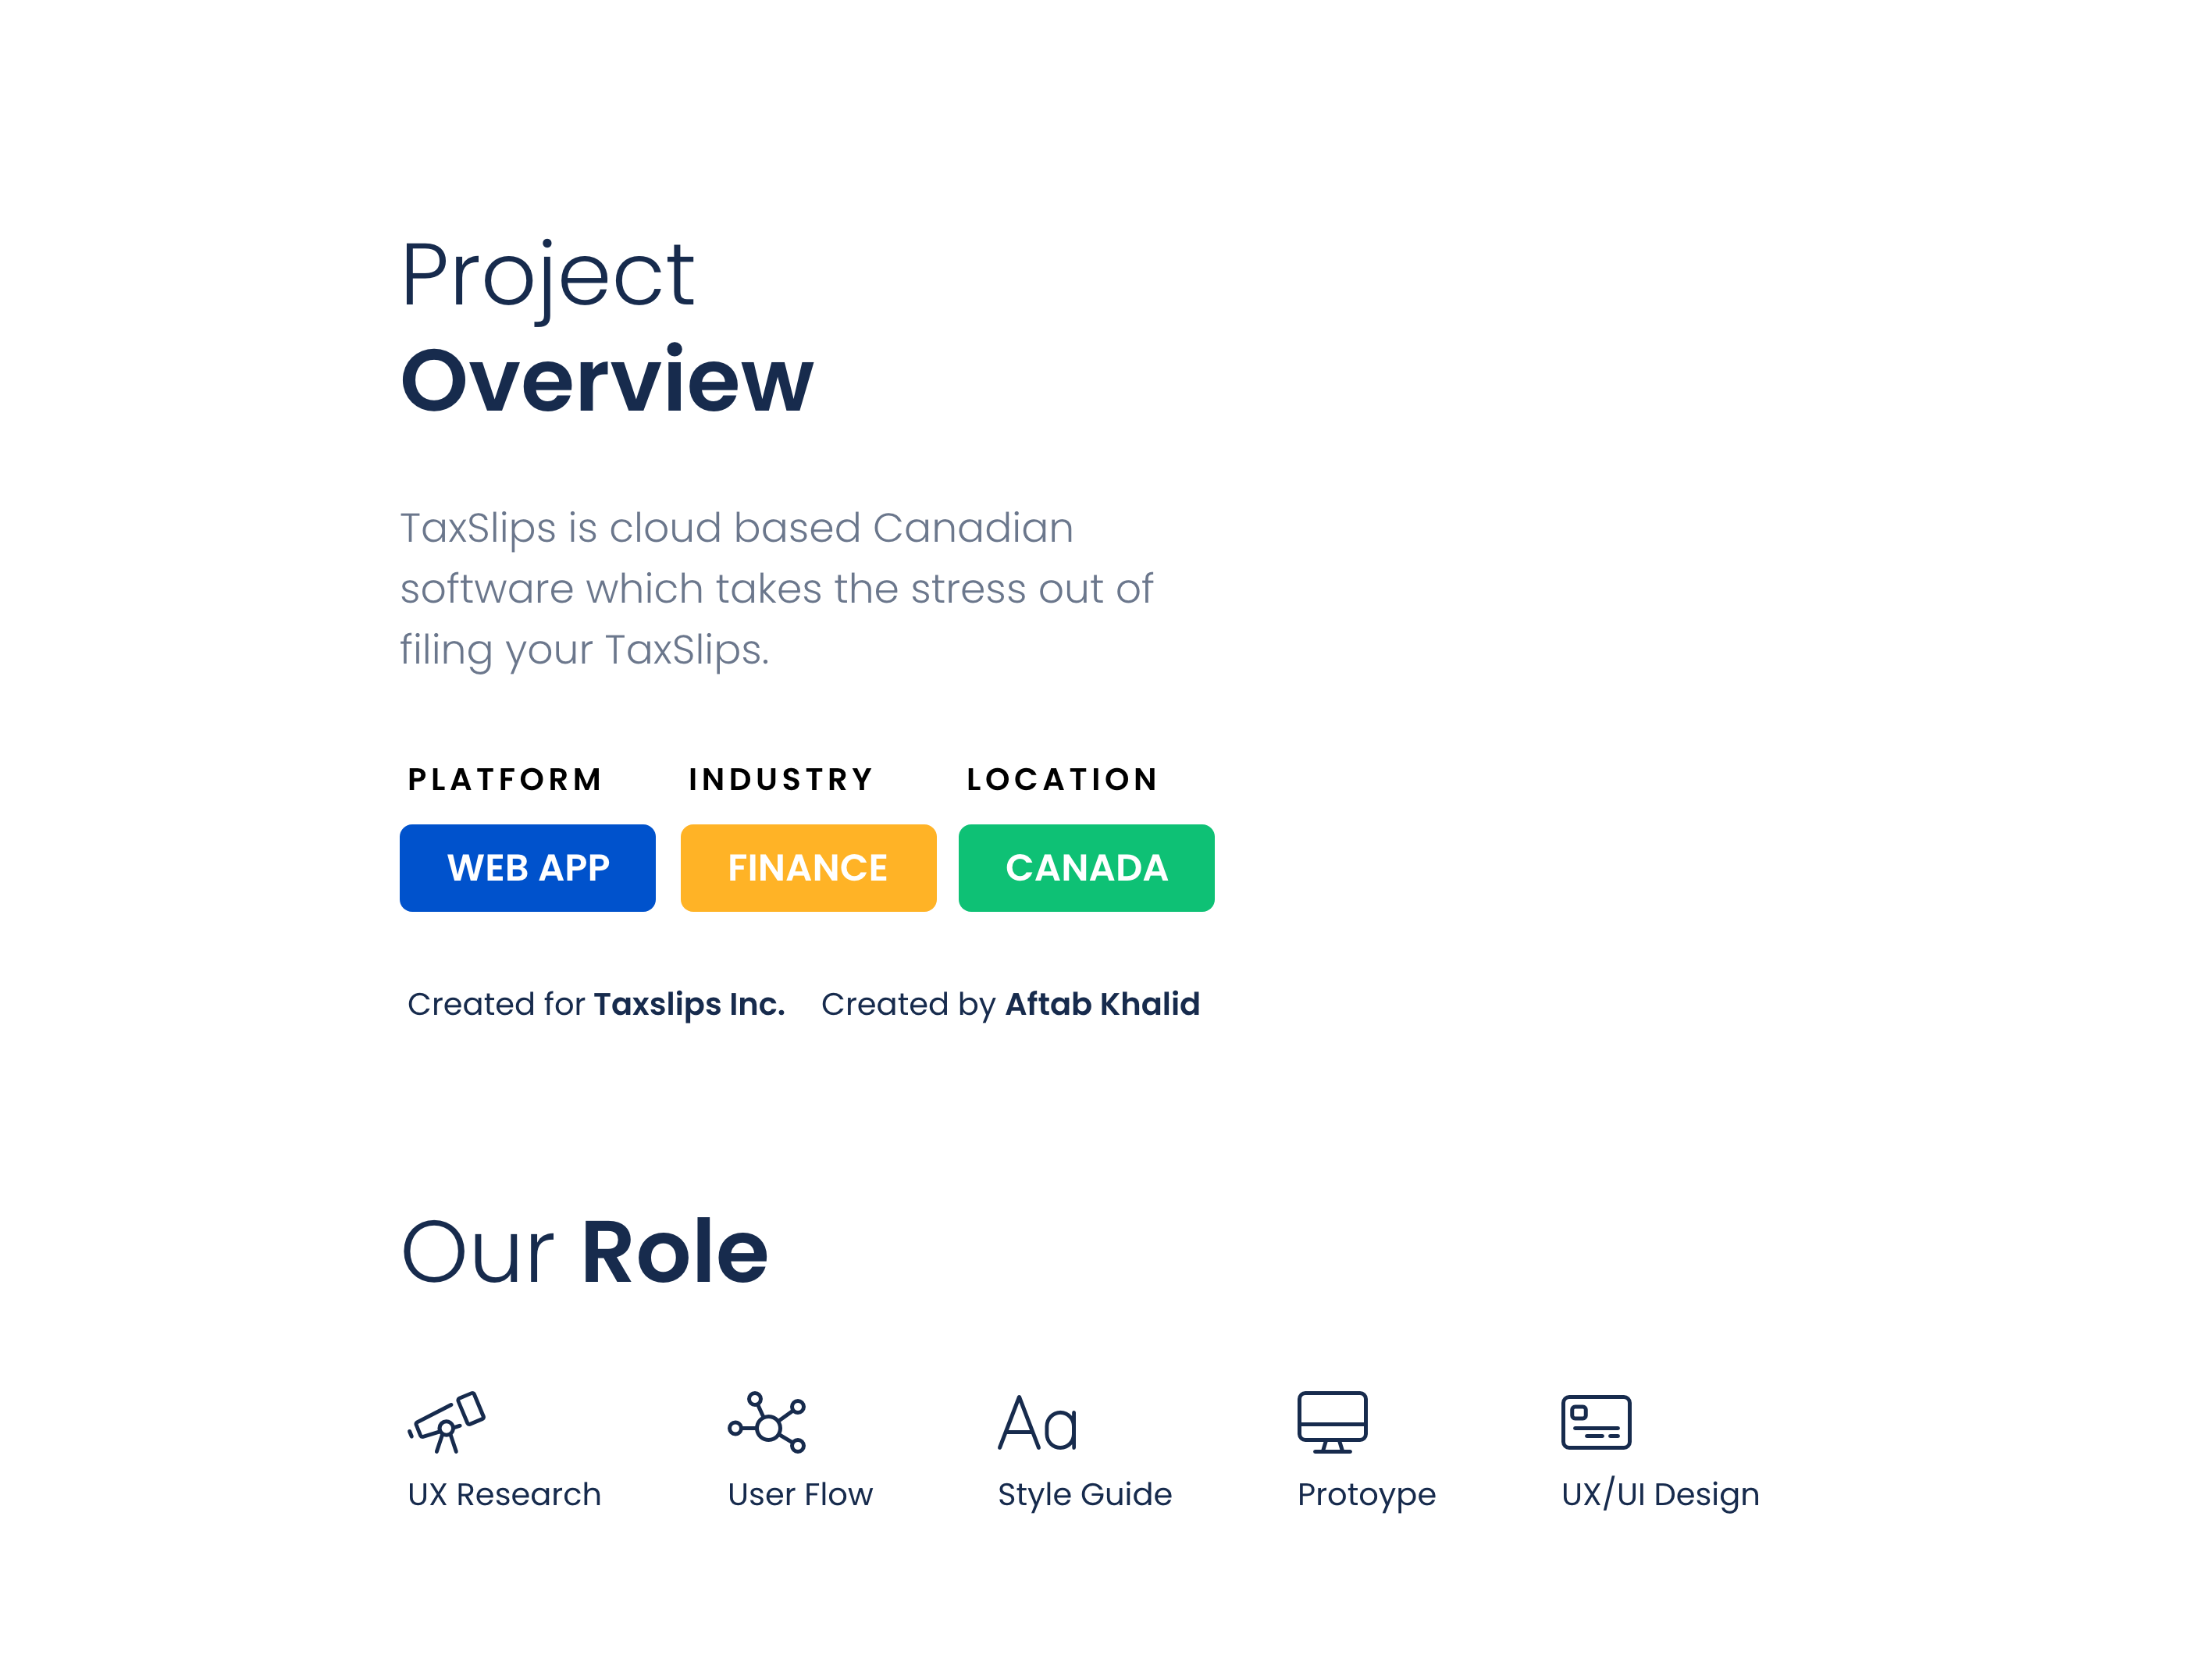 Project
Overview
TaxSlips is cloud based Canadian
software which takes the stress out of
filing your TaxSlips.
PLATFORM INDUSTRY LOCATION
WEB APP FINANCE CANADA
Created for Taxslips Inc. Created by Aftab Khalid
Our Role
Aa
UX Research User Flow Style Guide Protoype UX/UI Design